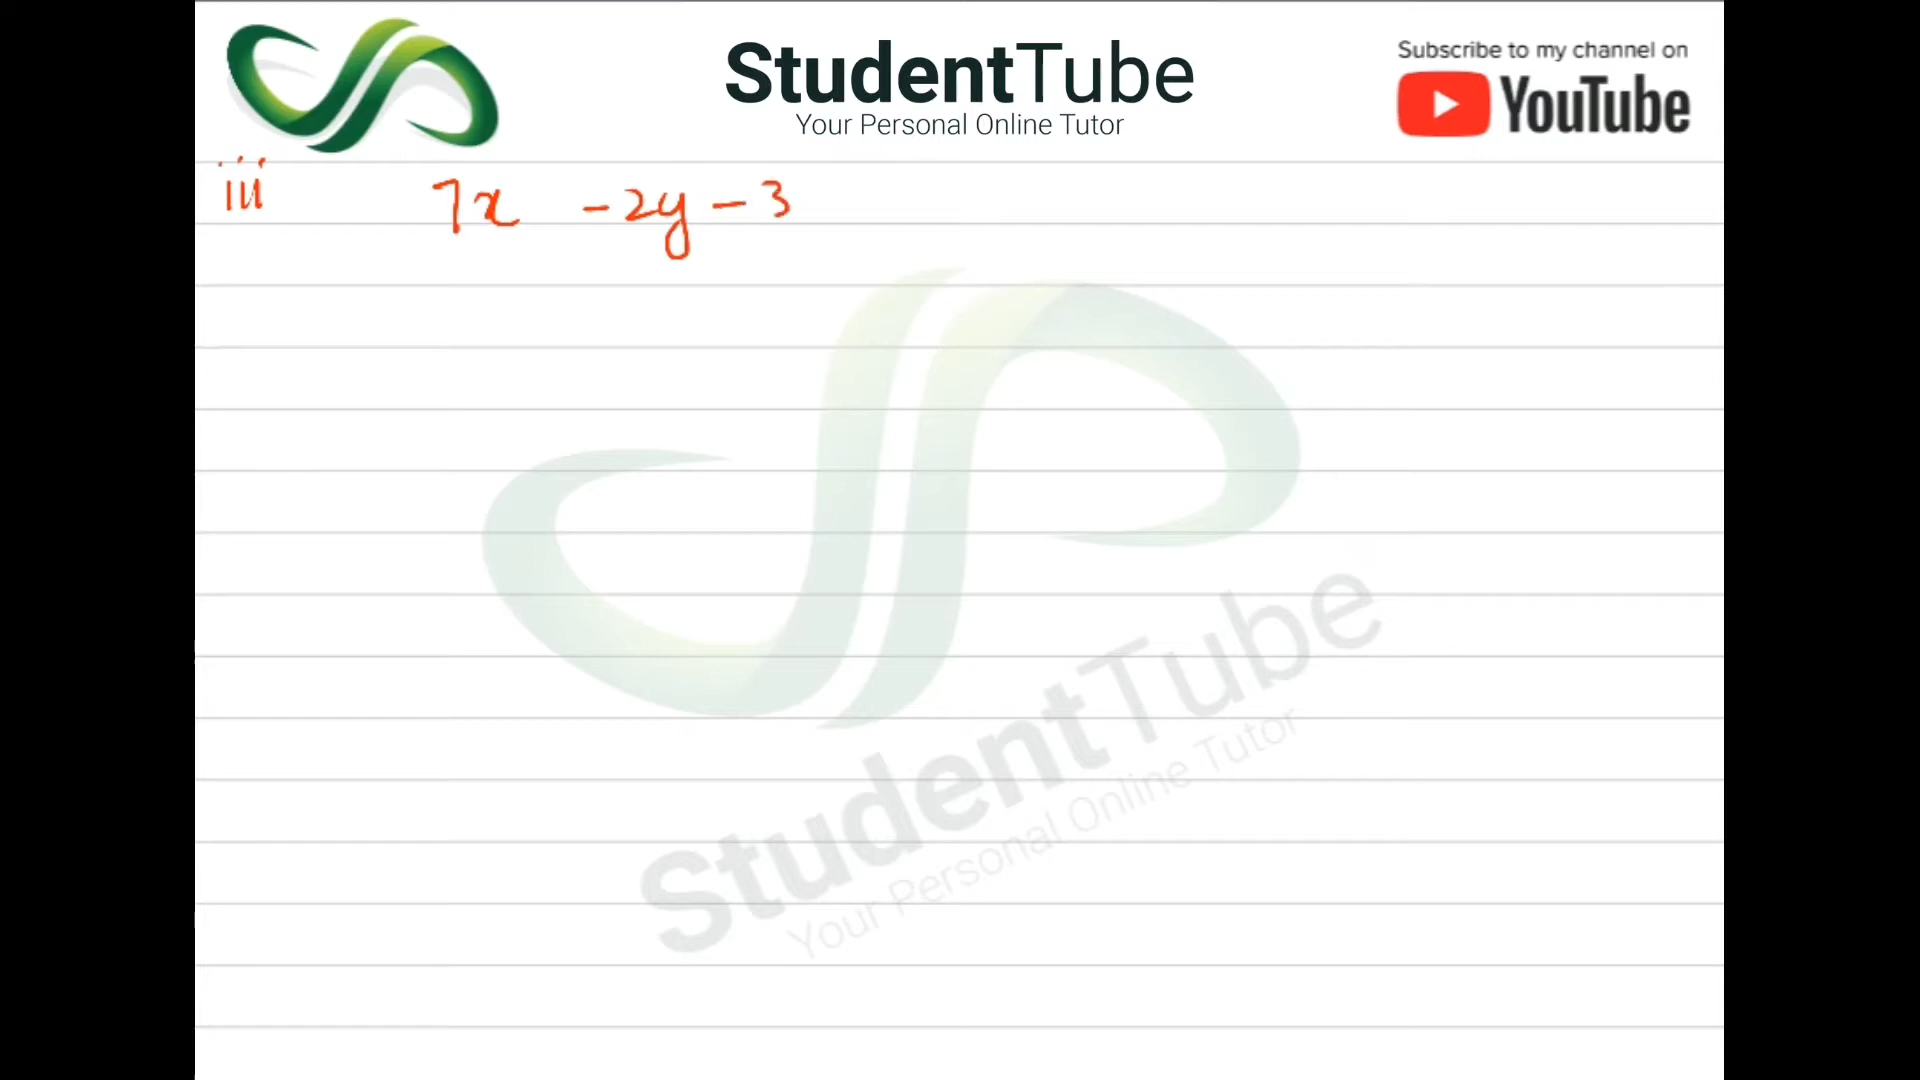 StudentTube
Your Personal Online Tutor
Subscribe to my channel on
YouTube
iii 7x - 2y - 3
StudentTube
Your Personal Online Tutor